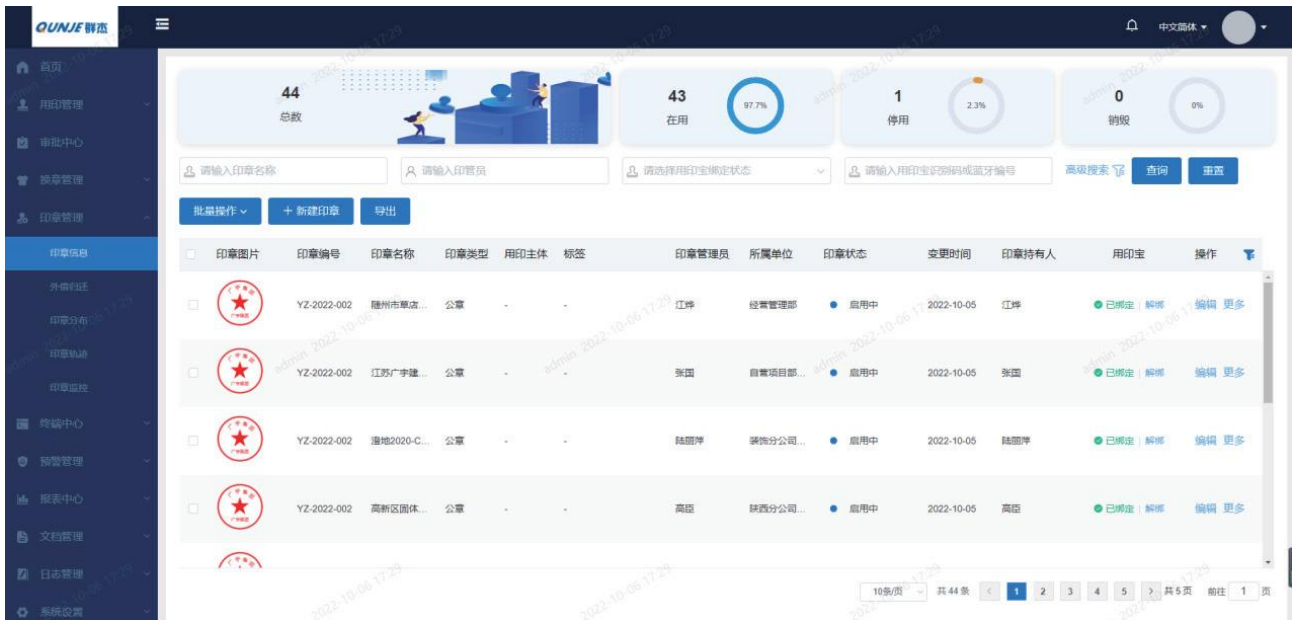 QUNJE群杰
中文简体
首页
用印管理
审批中心
换章管理
印章管理
印章信息
外借归还
印章分布
印章轨迹
印章监控
终端中心
预警管理
报表中心
文档管理
日志管理
系统设置
44
总数
43
在用
97.7%
1
停用
2.3%
0
销毁
0%
请输入印章名称 请输入印管员 请选择用印宝绑定状态 请输入用印宝识别码或蓝牙编号 高级搜索 查询 重置
批量操作 + 新建印章 导出
印章图片 印章编号 印章名称 印章类型 用印主体 标签 印章管理员 所属单位 印章状态 变更时间 印章持有人 用印宝 操作
YZ-2022-002 随州市草店... 公章 - - 江烨 经营管理部 启用中 2022-10-05 江烨 已绑定 | 解绑 编辑 更多
YZ-2022-002 江苏广宇建... 公章 - - 张国 自营项目部... 启用中 2022-10-05 张国 已绑定 | 解绑 编辑 更多
YZ-2022-002 澄地2020-C... 公章 - - 陆丽萍 装饰分公司... 启用中 2022-10-05 陆丽萍 已绑定 | 解绑 编辑 更多
YZ-2022-002 高新区固体... 公章 - - 高臣 陕西分公司... 启用中 2022-10-05 高臣 已绑定 | 解绑 编辑 更多
10条/页 共 44 条 < 1 2 3 4 5 > 共 5 页 前往 1 页
admin 2022-10-06 17:29